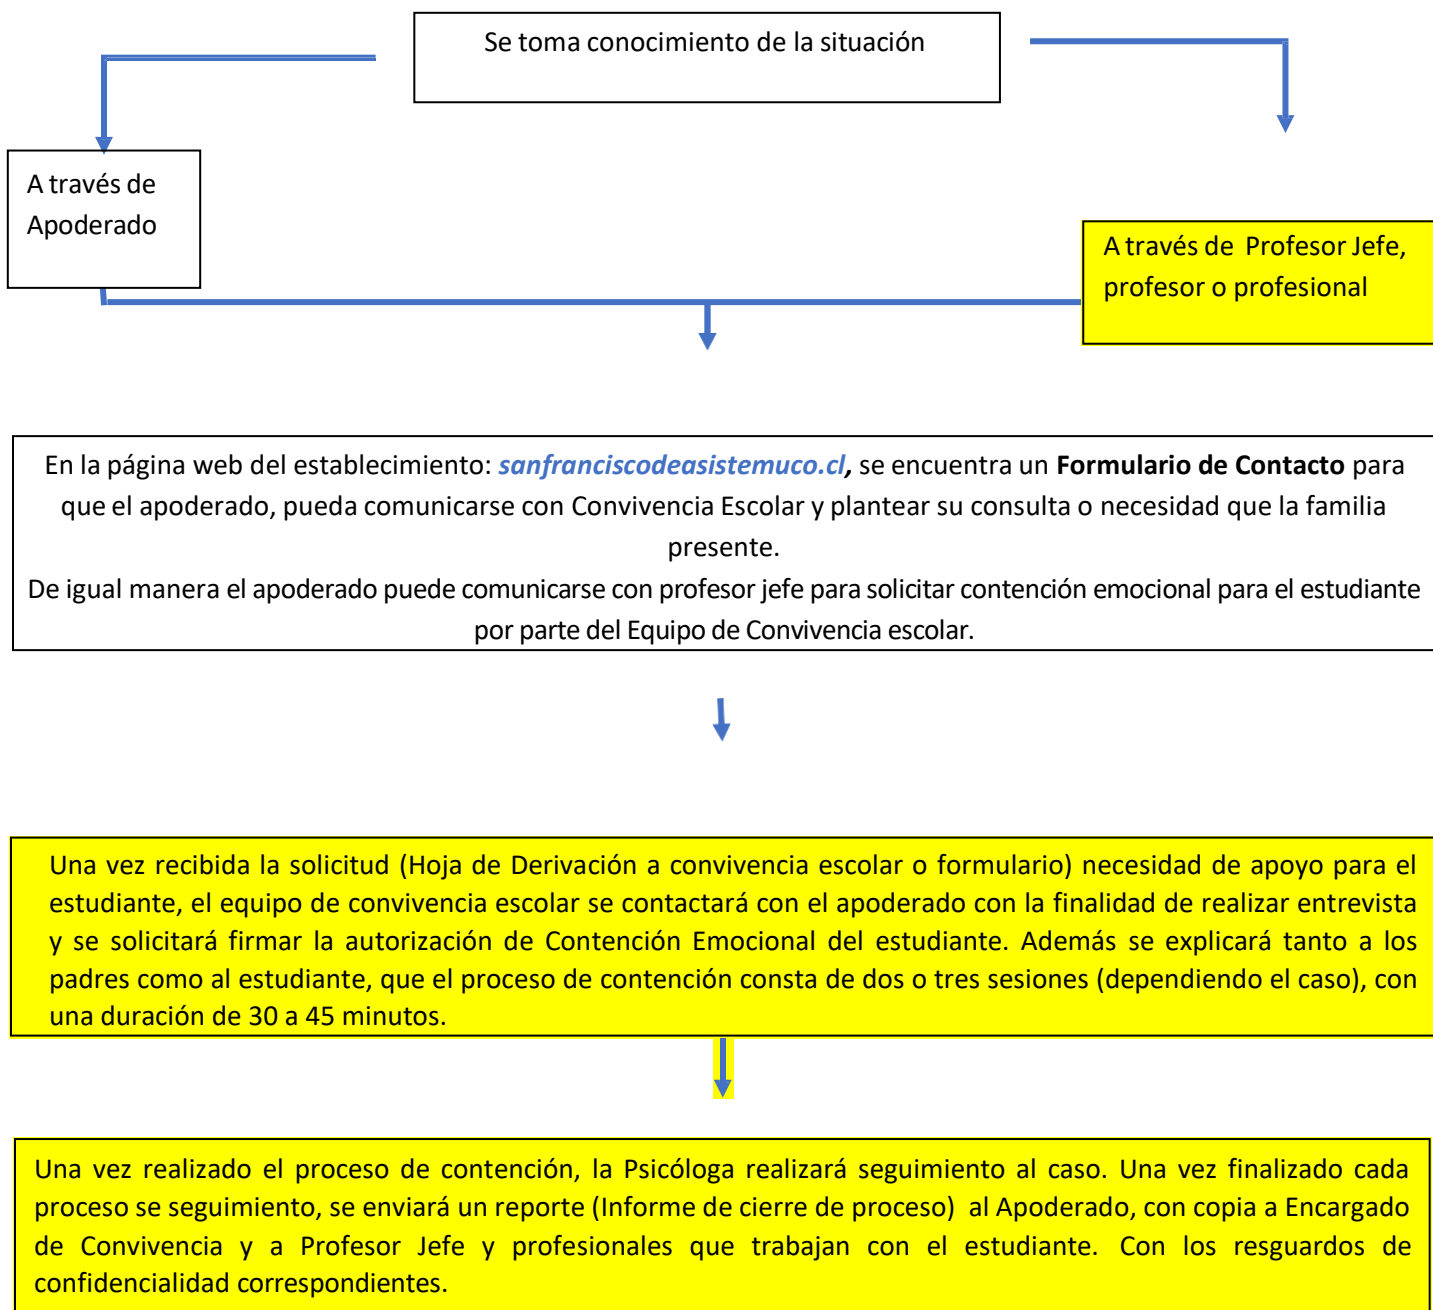 Se toma conocimiento de la situación
A través de
Apoderado
A través de Profesor Jefe,
profesor o profesional
En la página web del establecimiento: sanfranciscodeasistemuco.cl, se encuentra un Formulario de Contacto para
que el apoderado, pueda comunicarse con Convivencia Escolar y plantear su consulta o necesidad que la familia
presente.
De igual manera el apoderado puede comunicarse con profesor jefe para solicitar contención emocional para el estudiante
por parte del Equipo de Convivencia escolar.
Una vez recibida la solicitud (Hoja de Derivación a convivencia escolar o formulario) necesidad de apoyo para el
estudiante, el equipo de convivencia escolar se contactará con el apoderado con la finalidad de realizar entrevista
y se solicitará firmar la autorización de Contención Emocional del estudiante. Además se explicará tanto a los
padres como al estudiante, que el proceso de contención consta de dos o tres sesiones (dependiendo el caso), con
una duración de 30 a 45 minutos.
Una vez realizado el proceso de contención, la Psicóloga realizará seguimiento al caso. Una vez finalizado cada
proceso se seguimiento, se enviará un reporte (Informe de cierre de proceso) al Apoderado, con copia a Encargado
de Convivencia y a Profesor Jefe y profesionales que trabajan con el estudiante. Con los resguardos de
confidencialidad correspondientes.